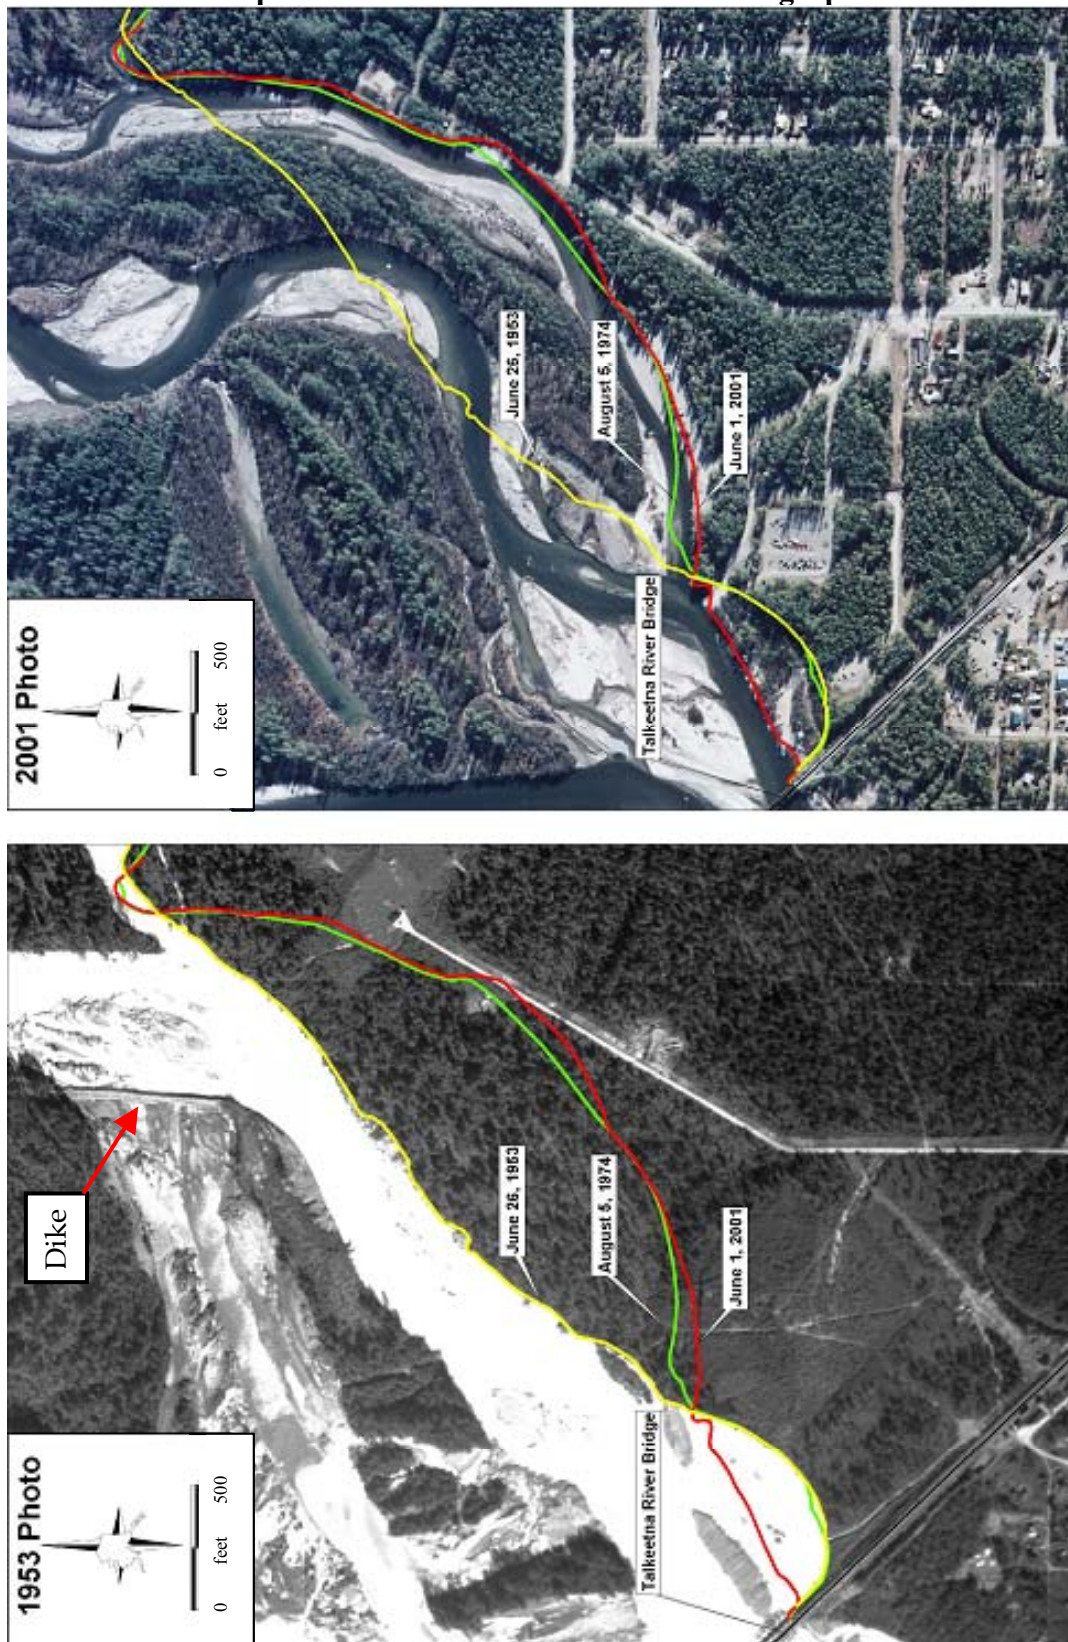 2001 Photo
0 feet 500
June 26, 1953
August 5, 1974
June 1, 2001
Talkeetna River Bridge
1953 Photo
0 feet 500
Dike
June 26, 1953
August 5, 1974
June 1, 2001
Talkeetna River Bridge